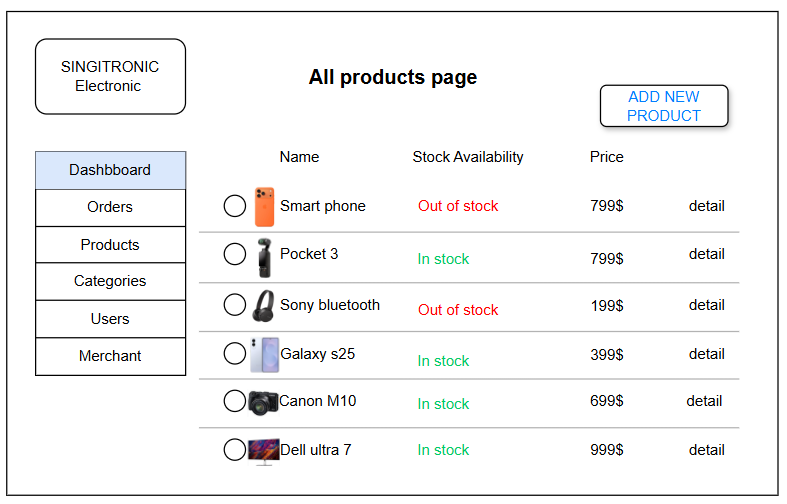 SINGITRONIC
Electronic
All products page
ADD NEW
PRODUCT
Dashbboard
Orders
Products
Categories
Users
Merchant
Name Stock Availability Price
Smart phone Out of stock 799$ detail
Pocket 3 In stock 799$ detail
Sony bluetooth Out of stock 199$ detail
Galaxy s25 In stock 399$ detail
Canon M10 In stock 699$ detail
Dell ultra 7 In stock 999$ detail